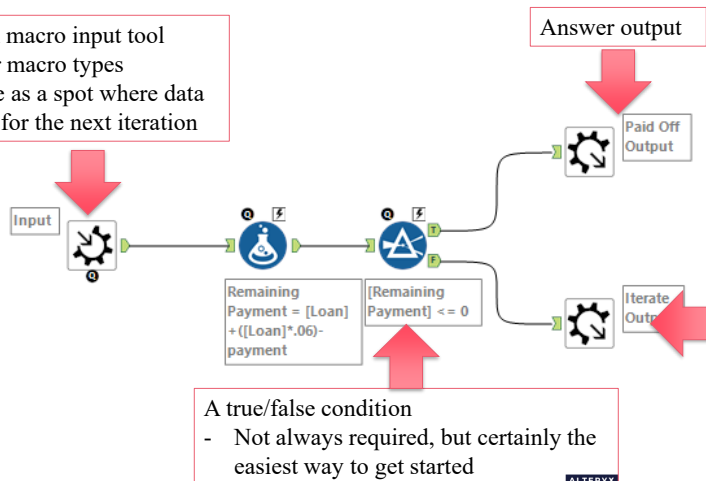 macro input tool
macro types
as a spot where data
for the next iteration
Answer output
Paid Off
Output
Input
Q
Q
Q
T
F
Remaining
Payment = [Loan]
+([Loan]*.06)-
payment
[Remaining
Payment] <= 0
Iterate
A true/false condition
- Not always required, but certainly the
easiest way to get started
ALTERYX